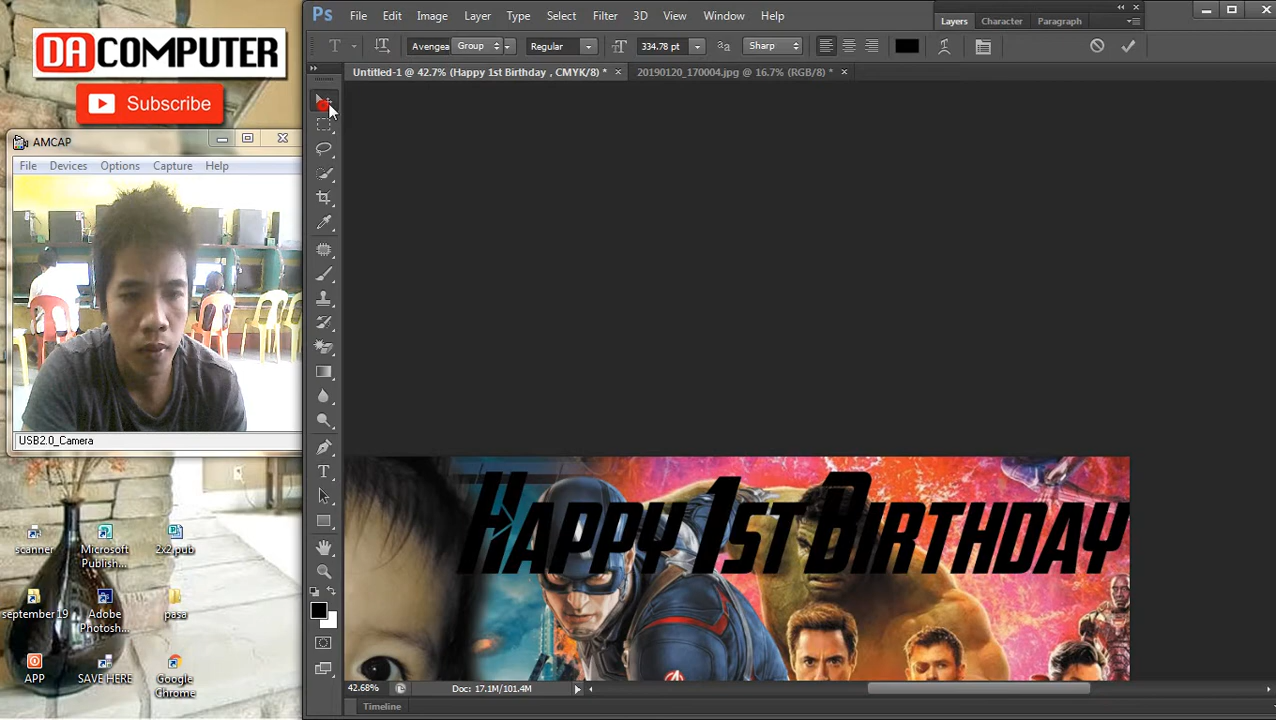 DA COMPUTER
Subscribe
AMCAP
File Devices Options Capture Help
USB2.0_Camera
scanner
Microsoft Publish...
2x2.pub
september19
Adobe Photosh...
pasa
APP
SAVE HERE
Google Chrome
Ps File Edit Image Layer Type Select Filter 3D View Window Help
Layers Character Paragraph
T Avengea Group Regular 334.78 pt Sharp
Untitled-1 @ 42.7% (Happy 1st Birthday , CMYK/8) * × 20190120_170004.jpg @ 16.7% (RGB/8) * ×
Happy 1st Birthday
42.68% Doc: 17.1M/101.4M
Timeline